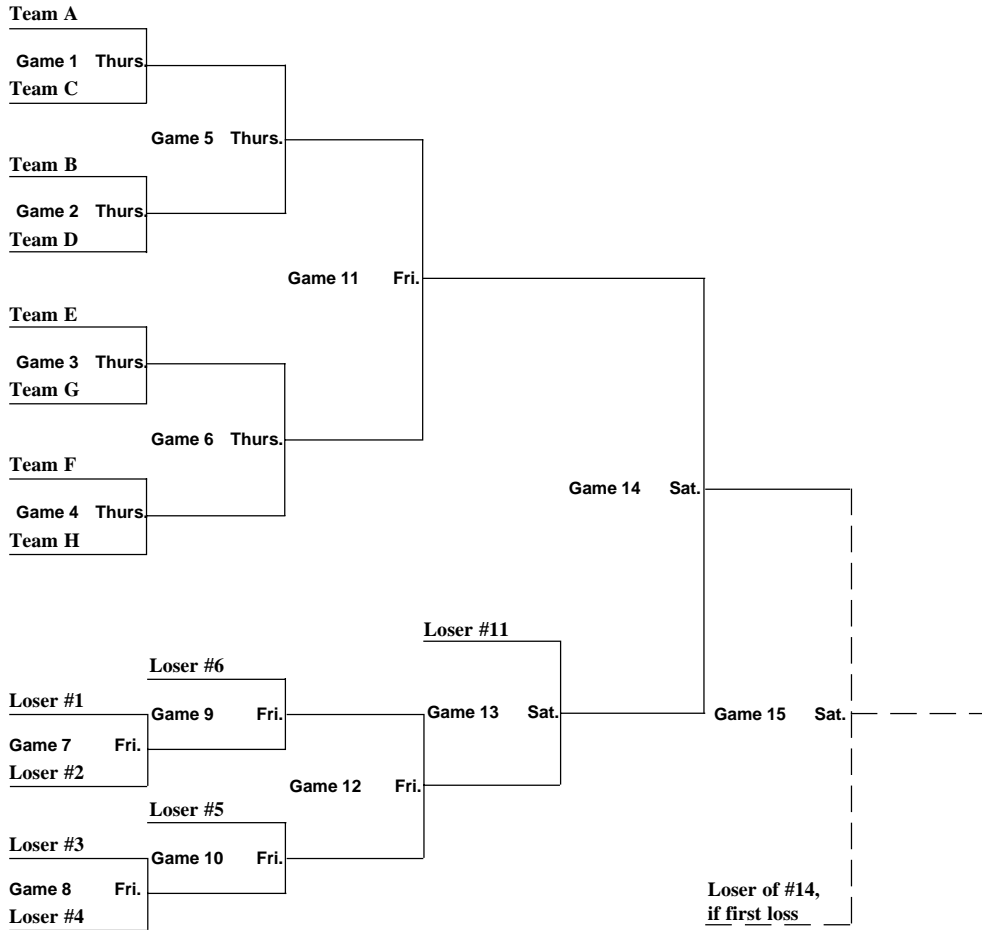 Team A
Game 1 Thurs.
Team C
Game 5 Thurs.
Team B
Game 2 Thurs.
Team D
Game 11 Fri.
Team E
Game 3 Thurs.
Team G
Game 6 Thurs.
Team F
Game 14 Sat.
Game 4 Thurs.
Team H
Loser #11
Loser #6
Loser #1
Game 9 Fri.
Game 13 Sat.
Game 15 Sat.
Game 7 Fri.
Loser #2
Game 12 Fri.
Loser #5
Loser #3
Game 10 Fri.
Game 8 Fri.
Loser #4
Loser of #14,
if first loss